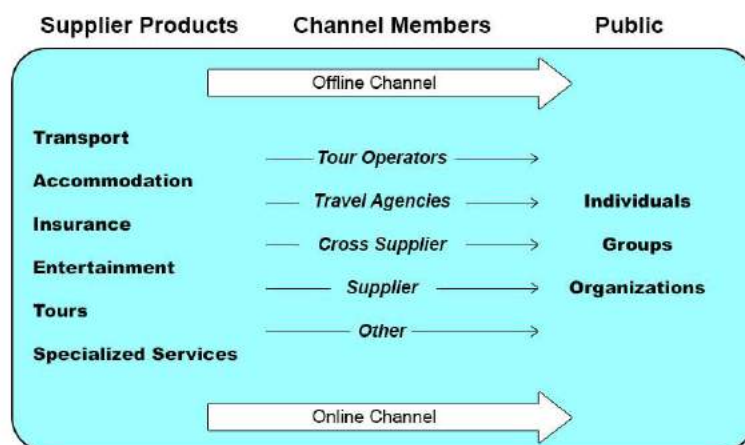 Supplier Products
Channel Members
Public
Offline Channel
Transport
Accommodation
Insurance
Entertainment
Tours
Specialized Services
Tour Operators
Travel Agencies
Cross Supplier
Supplier
Other
Individuals
Groups
Organizations
Online Channel